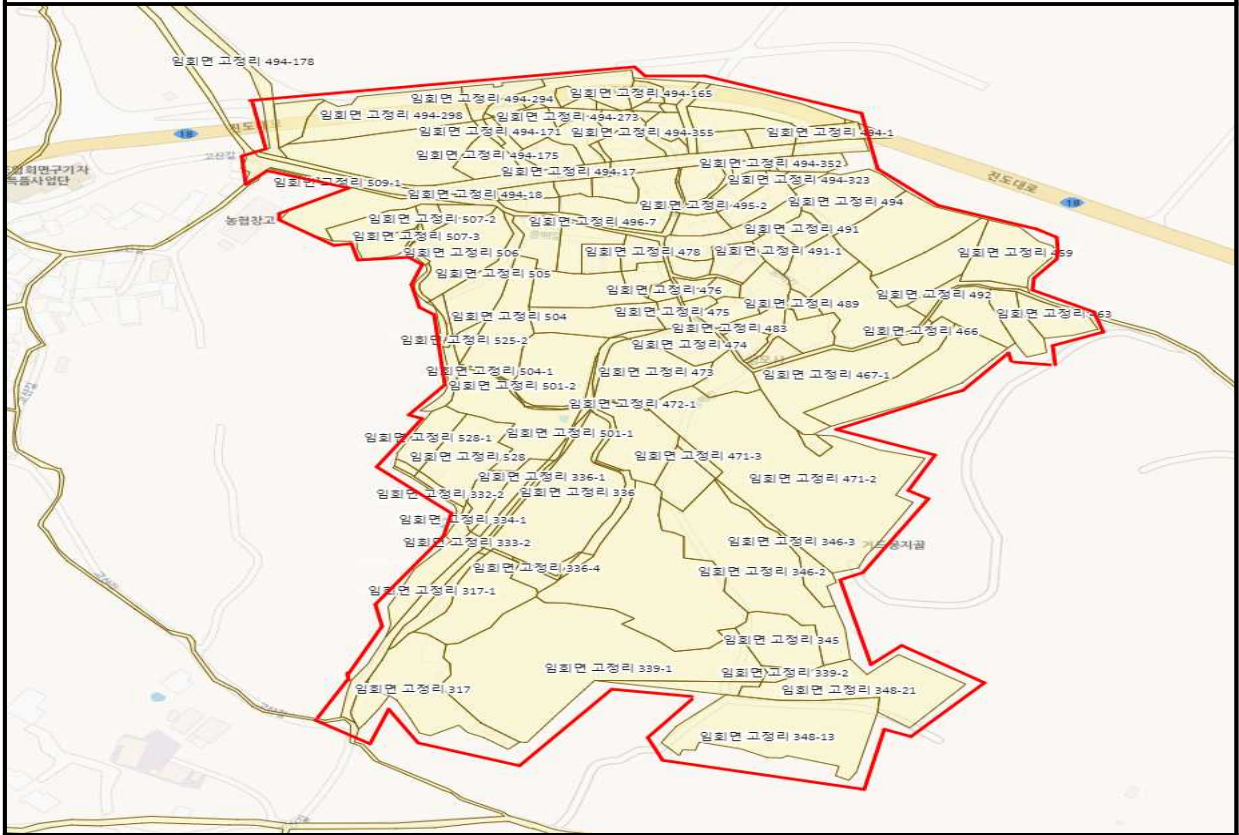 임회면 고정리 494-178
임회면 고정리 494-294
임회면 고정리 494-165
임회면 고정리 494-298
임회면 고정리 494-273
18
진도대로
임회면 고정리 494-171
임회면 고정리 494-355
임회면 고정리 494-1
고산길
임회면 고정리 494-175
임회면 고정리 494-352
임회면 고정리 494-17
임회면구기자
특품사업단
임회면 고정리 509-1
임회면 고정리 494-323
진도대로
임회면 고정리 494-18
임회면 고정리 495-2
임회면 고정리 494
18
농협창고
임회면 고정리 507-2
임회면 고정리 496-7
임회면 고정리 491
임회면 고정리 507-3
임회면 고정리 506
임회면 고정리 478
임회면 고정리 491-1
임회면 고정리 459
임회면 고정리 505
임회면 고정리 476
임회면 고정리 492
임회면 고정리 489
임회면 고정리 504
임회면 고정리 475
임회면 고정리 463
임회면 고정리 483
임회면 고정리 466
임회면 고정리 525-2
임회면 고정리 474
임회면 고정리 504-1
임회면 고정리 473
임회면 고정리 467-1
임회면 고정리 501-2
임회면 고정리 472-1
임회면 고정리 528-1
임회면 고정리 501-1
임회면 고정리 528
임회면 고정리 471-3
임회면 고정리 336-1
임회면 고정리 471-2
임회면 고정리 332-2
임회면 고정리 336
임회면 고정리 334-1
임회면 고정리 333-2
임회면 고정리 346-3
임회면 고정리 336-4
임회면 고정리 346-2
임회면 고정리 317-1
임회면 고정리 345
임회면 고정리 339-1
임회면 고정리 339-2
임회면 고정리 317
임회면 고정리 348-21
임회면 고정리 348-13